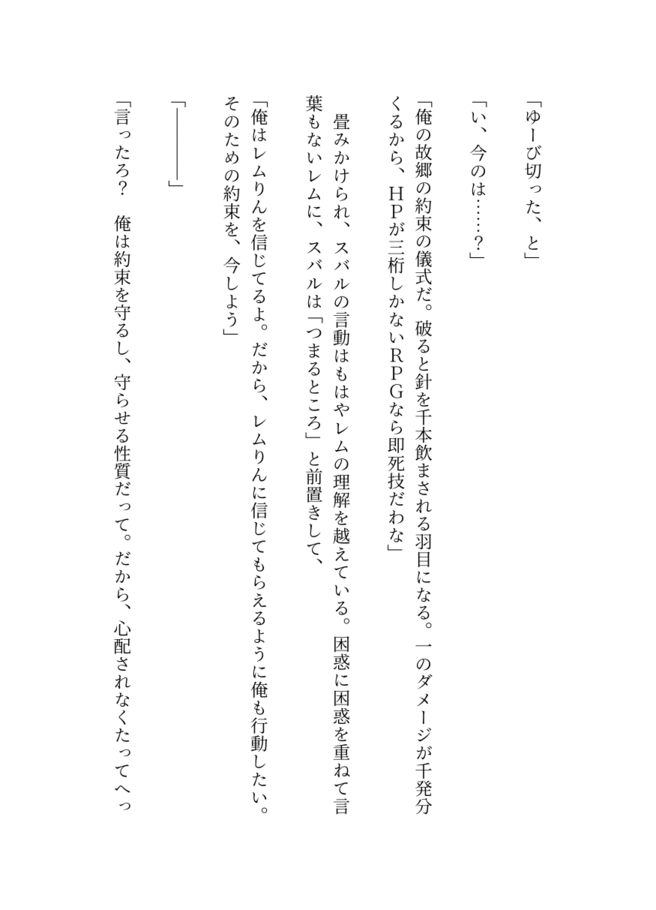 「ゆーび切った、と」
「い、今のは……？」
「俺の故郷の約束の儀式だ。破ると針を千本飲まされる羽目になる。一のダメージが千発分
くるから、ＨＰが三桁しかないＲＰＧなら即死技だわな」
　畳みかけられ、スバルの言動はもはやレムの理解を越えている。困惑に困惑を重ねて言
葉もないレムに、スバルは「つまるところ」と前置きして、
「俺はレムりんを信じてるよ。だから、レムりんに信じてもらえるように俺も行動したい。
そのための約束を、今しよう」
「――――」
「言ったろ？　俺は約束を守るし、守らせる性質だって。だから、心配されなくたってへっ